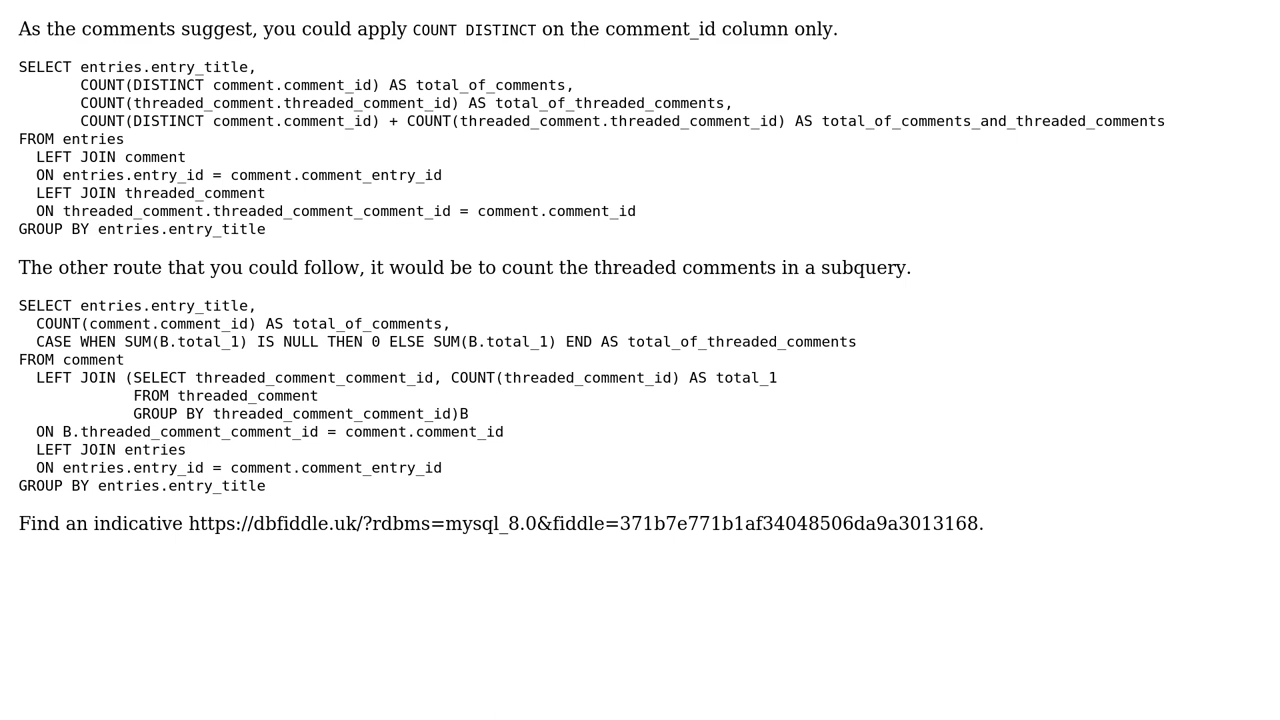 As the comments suggest, you could apply COUNT DISTINCT on the comment_id column only.
SELECT entries.entry_title,
       COUNT(DISTINCT comment.comment_id) AS total_of_comments,
       COUNT(threaded_comment.threaded_comment_id) AS total_of_threaded_comments,
       COUNT(DISTINCT comment.comment_id) + COUNT(threaded_comment.threaded_comment_id) AS total_of_comments_and_threaded_comments
FROM entries
  LEFT JOIN comment
  ON entries.entry_id = comment.comment_entry_id
  LEFT JOIN threaded_comment
  ON threaded_comment.threaded_comment_comment_id = comment.comment_id
GROUP BY entries.entry_title
The other route that you could follow, it would be to count the threaded comments in a subquery.
SELECT entries.entry_title,
  COUNT(comment.comment_id) AS total_of_comments,
  CASE WHEN SUM(B.total_1) IS NULL THEN 0 ELSE SUM(B.total_1) END AS total_of_threaded_comments
FROM comment
  LEFT JOIN (SELECT threaded_comment_comment_id, COUNT(threaded_comment_id) AS total_1
             FROM threaded_comment
             GROUP BY threaded_comment_comment_id)B
  ON B.threaded_comment_comment_id = comment.comment_id
  LEFT JOIN entries
  ON entries.entry_id = comment.comment_entry_id
GROUP BY entries.entry_title
Find an indicative https://dbfiddle.uk/?rdbms=mysql_8.0&fiddle=371b7e771b1af34048506da9a3013168.